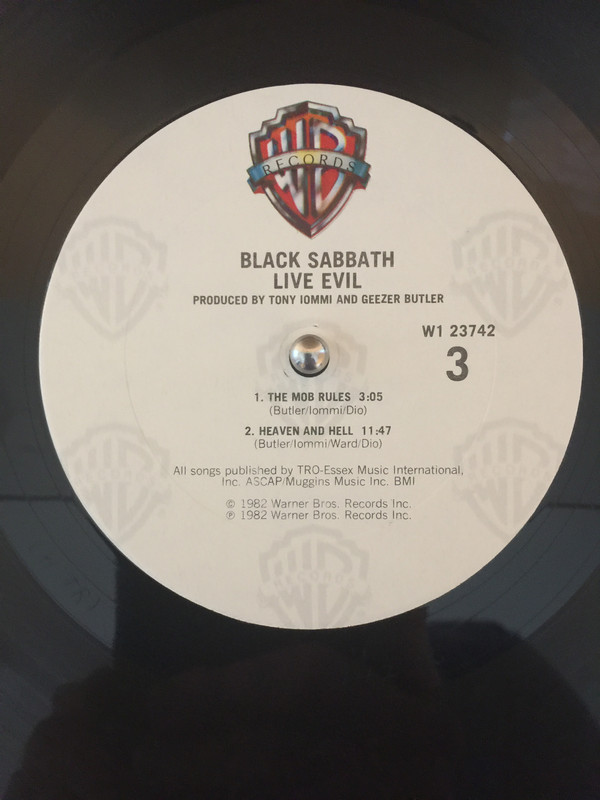 RECORDS
BLACK SABBATH
LIVE EVIL
PRODUCED BY TONY IOMMI AND GEEZER BUTLER
W1 23742
3
1. THE MOB RULES 3:05
(Butler/Iommi/Dio)
2. HEAVEN AND HELL 11:47
(Butler/Iommi/Ward/Dio)
All songs published by TRO-Essex Music International,
Inc. ASCAP/Muggins Music Inc. BMI
© 1982 Warner Bros. Records Inc.
℗ 1982 Warner Bros. Records Inc.
RECORDS